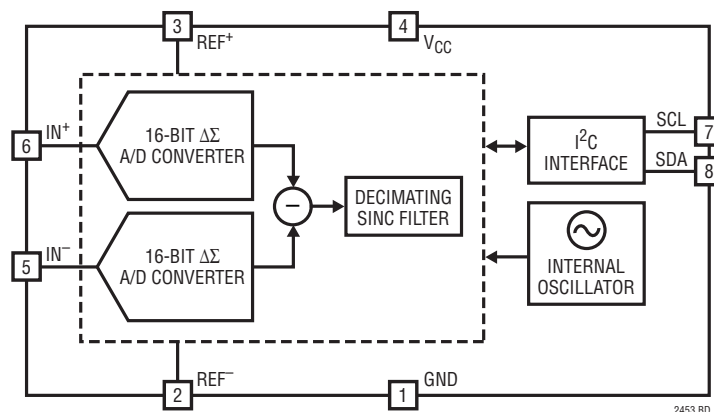 3
REF+
4
VCC
6
IN+
16-BIT ΔΣ
A/D CONVERTER
5
IN−
16-BIT ΔΣ
A/D CONVERTER
−
DECIMATING
SINC FILTER
I2C
INTERFACE
SCL
7
SDA
8
INTERNAL
OSCILLATOR
2
REF−
1
GND
2453 BD